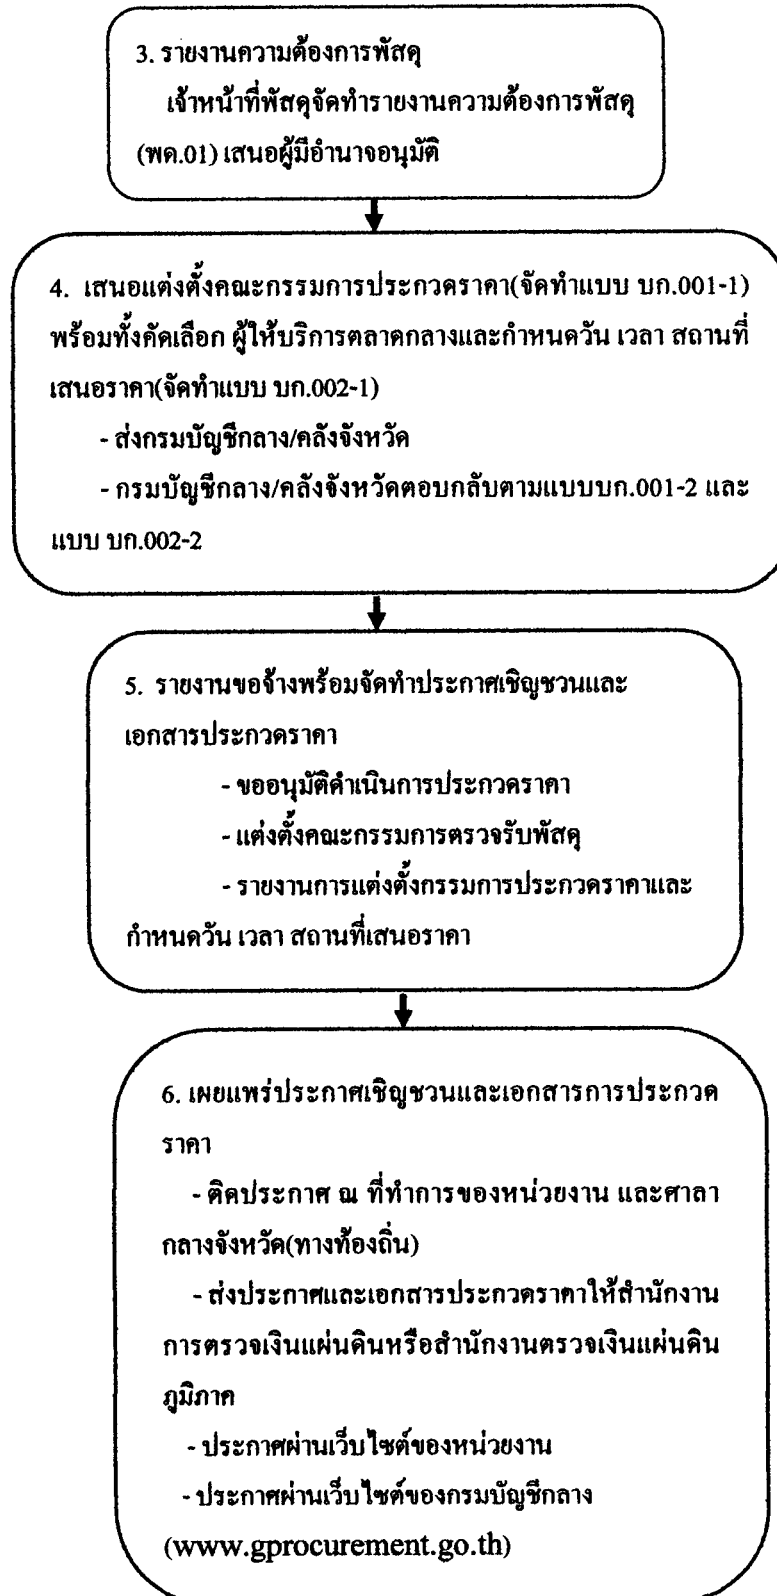 3. รายงานความต้องการพัสดุ
เจ้าหน้าที่พัสดุจัดทำรายงานความต้องการพัสดุ
(พด.01) เสนอผู้มีอำนาจอนุมัติ
4. เสนอแต่งตั้งคณะกรรมการประกวดราคา(จัดทำแบบ บก.001-1)
พร้อมทั้งคัดเลือก ผู้ให้บริการตลาดกลางและกำหนดวัน เวลา สถานที่
เสนอราคา(จัดทำแบบ บก.002-1)
- ส่งกรมบัญชีกลาง/คลังจังหวัด
- กรมบัญชีกลาง/คลังจังหวัดตอบกลับตามแบบบก.001-2 และ
แบบ บก.002-2
5. รายงานขอจ้างพร้อมจัดทำประกาศเชิญชวนและ
เอกสารประกวดราคา
- ขออนุมัติดำเนินการประกวดราคา
- แต่งตั้งคณะกรรมการตรวจรับพัสดุ
- รายงานการแต่งตั้งกรรมการประกวดราคาและ
กำหนดวัน เวลา สถานที่เสนอราคา
6. เผยแพร่ประกาศเชิญชวนและเอกสารการประกวด
ราคา
- ติดประกาศ ณ ที่ทำการของหน่วยงาน และศาลา
กลางจังหวัด(ทางท้องถิ่น)
- ส่งประกาศและเอกสารประกวดราคาให้สำนักงาน
การตรวจเงินแผ่นดินหรือสำนักงานตรวจเงินแผ่นดิน
ภูมิภาค
- ประกาศผ่านเว็บไซต์ของหน่วยงาน
- ประกาศผ่านเว็บไซต์ของกรมบัญชีกลาง
(www.gprocurement.go.th)